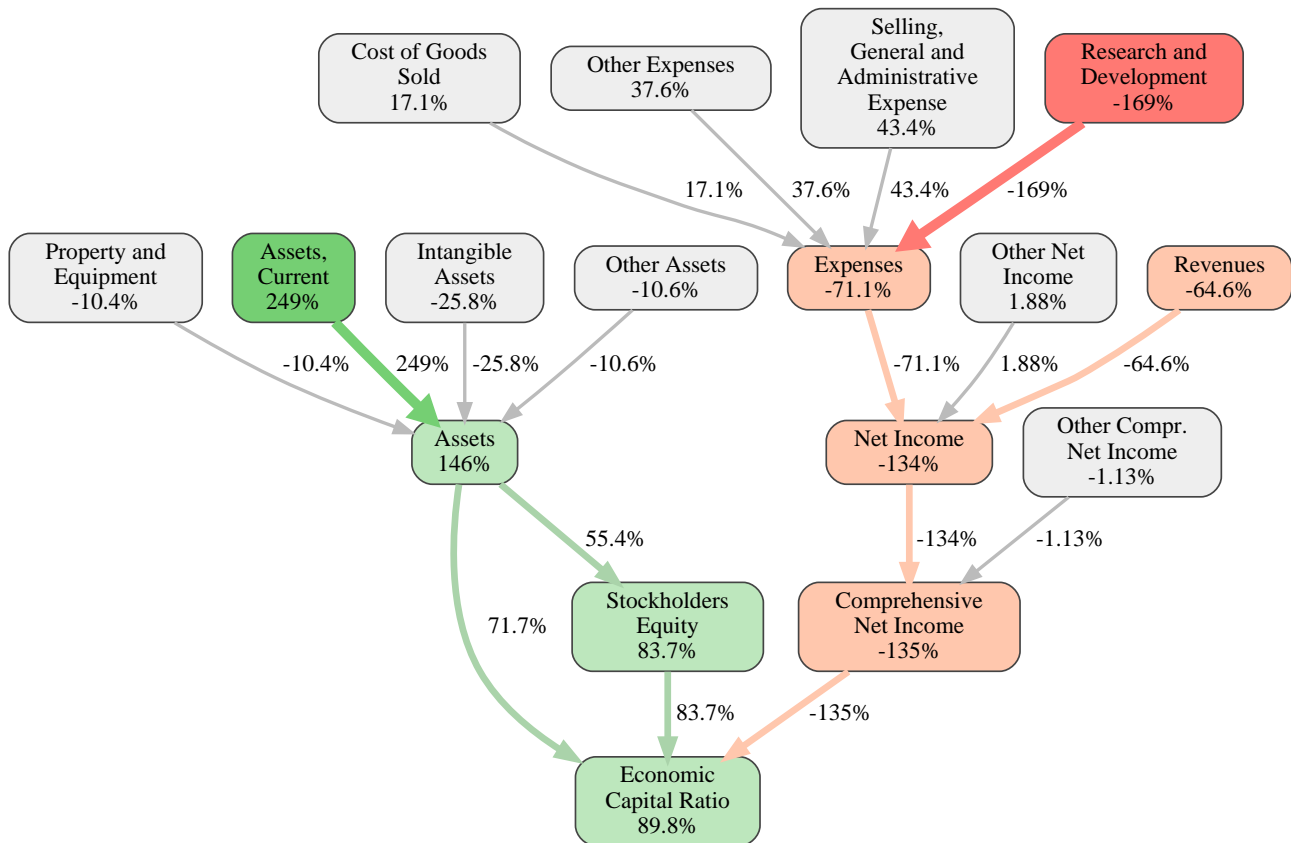 Cost of Goods
Sold
17.1%
Other Expenses
37.6%
Selling,
General and
Administrative
Expense
43.4%
Research and
Development
-169%
17.1%
37.6%
43.4%
-169%
Property and
Equipment
-10.4%
Assets,
Current
249%
Intangible
Assets
-25.8%
Other Assets
-10.6%
Expenses
-71.1%
Other Net
Income
1.88%
Revenues
-64.6%
-10.4%
249%
-25.8%
-10.6%
-71.1%
1.88%
-64.6%
Assets
146%
Net Income
-134%
Other Compr.
Net Income
-1.13%
55.4%
-134%
-1.13%
71.7%
Stockholders
Equity
83.7%
Comprehensive
Net Income
-135%
83.7%
-135%
Economic
Capital Ratio
89.8%